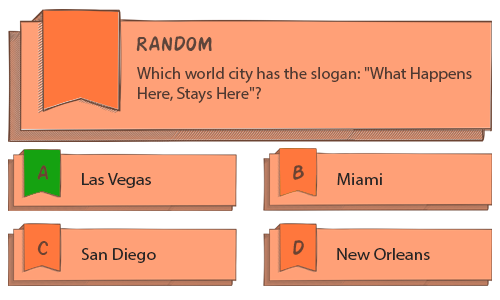 RANDOM
Which world city has the slogan: "What Happens
Here, Stays Here"?
A Las Vegas
B Miami
C San Diego
D New Orleans